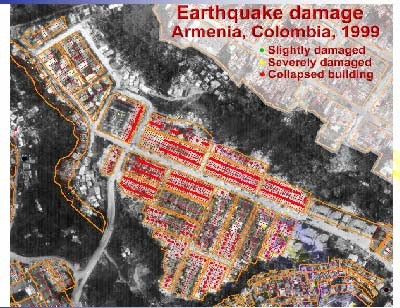 Earthquake damage
Armenia, Colombia, 1999
Slightly damaged
Severely damaged
Collapsed building